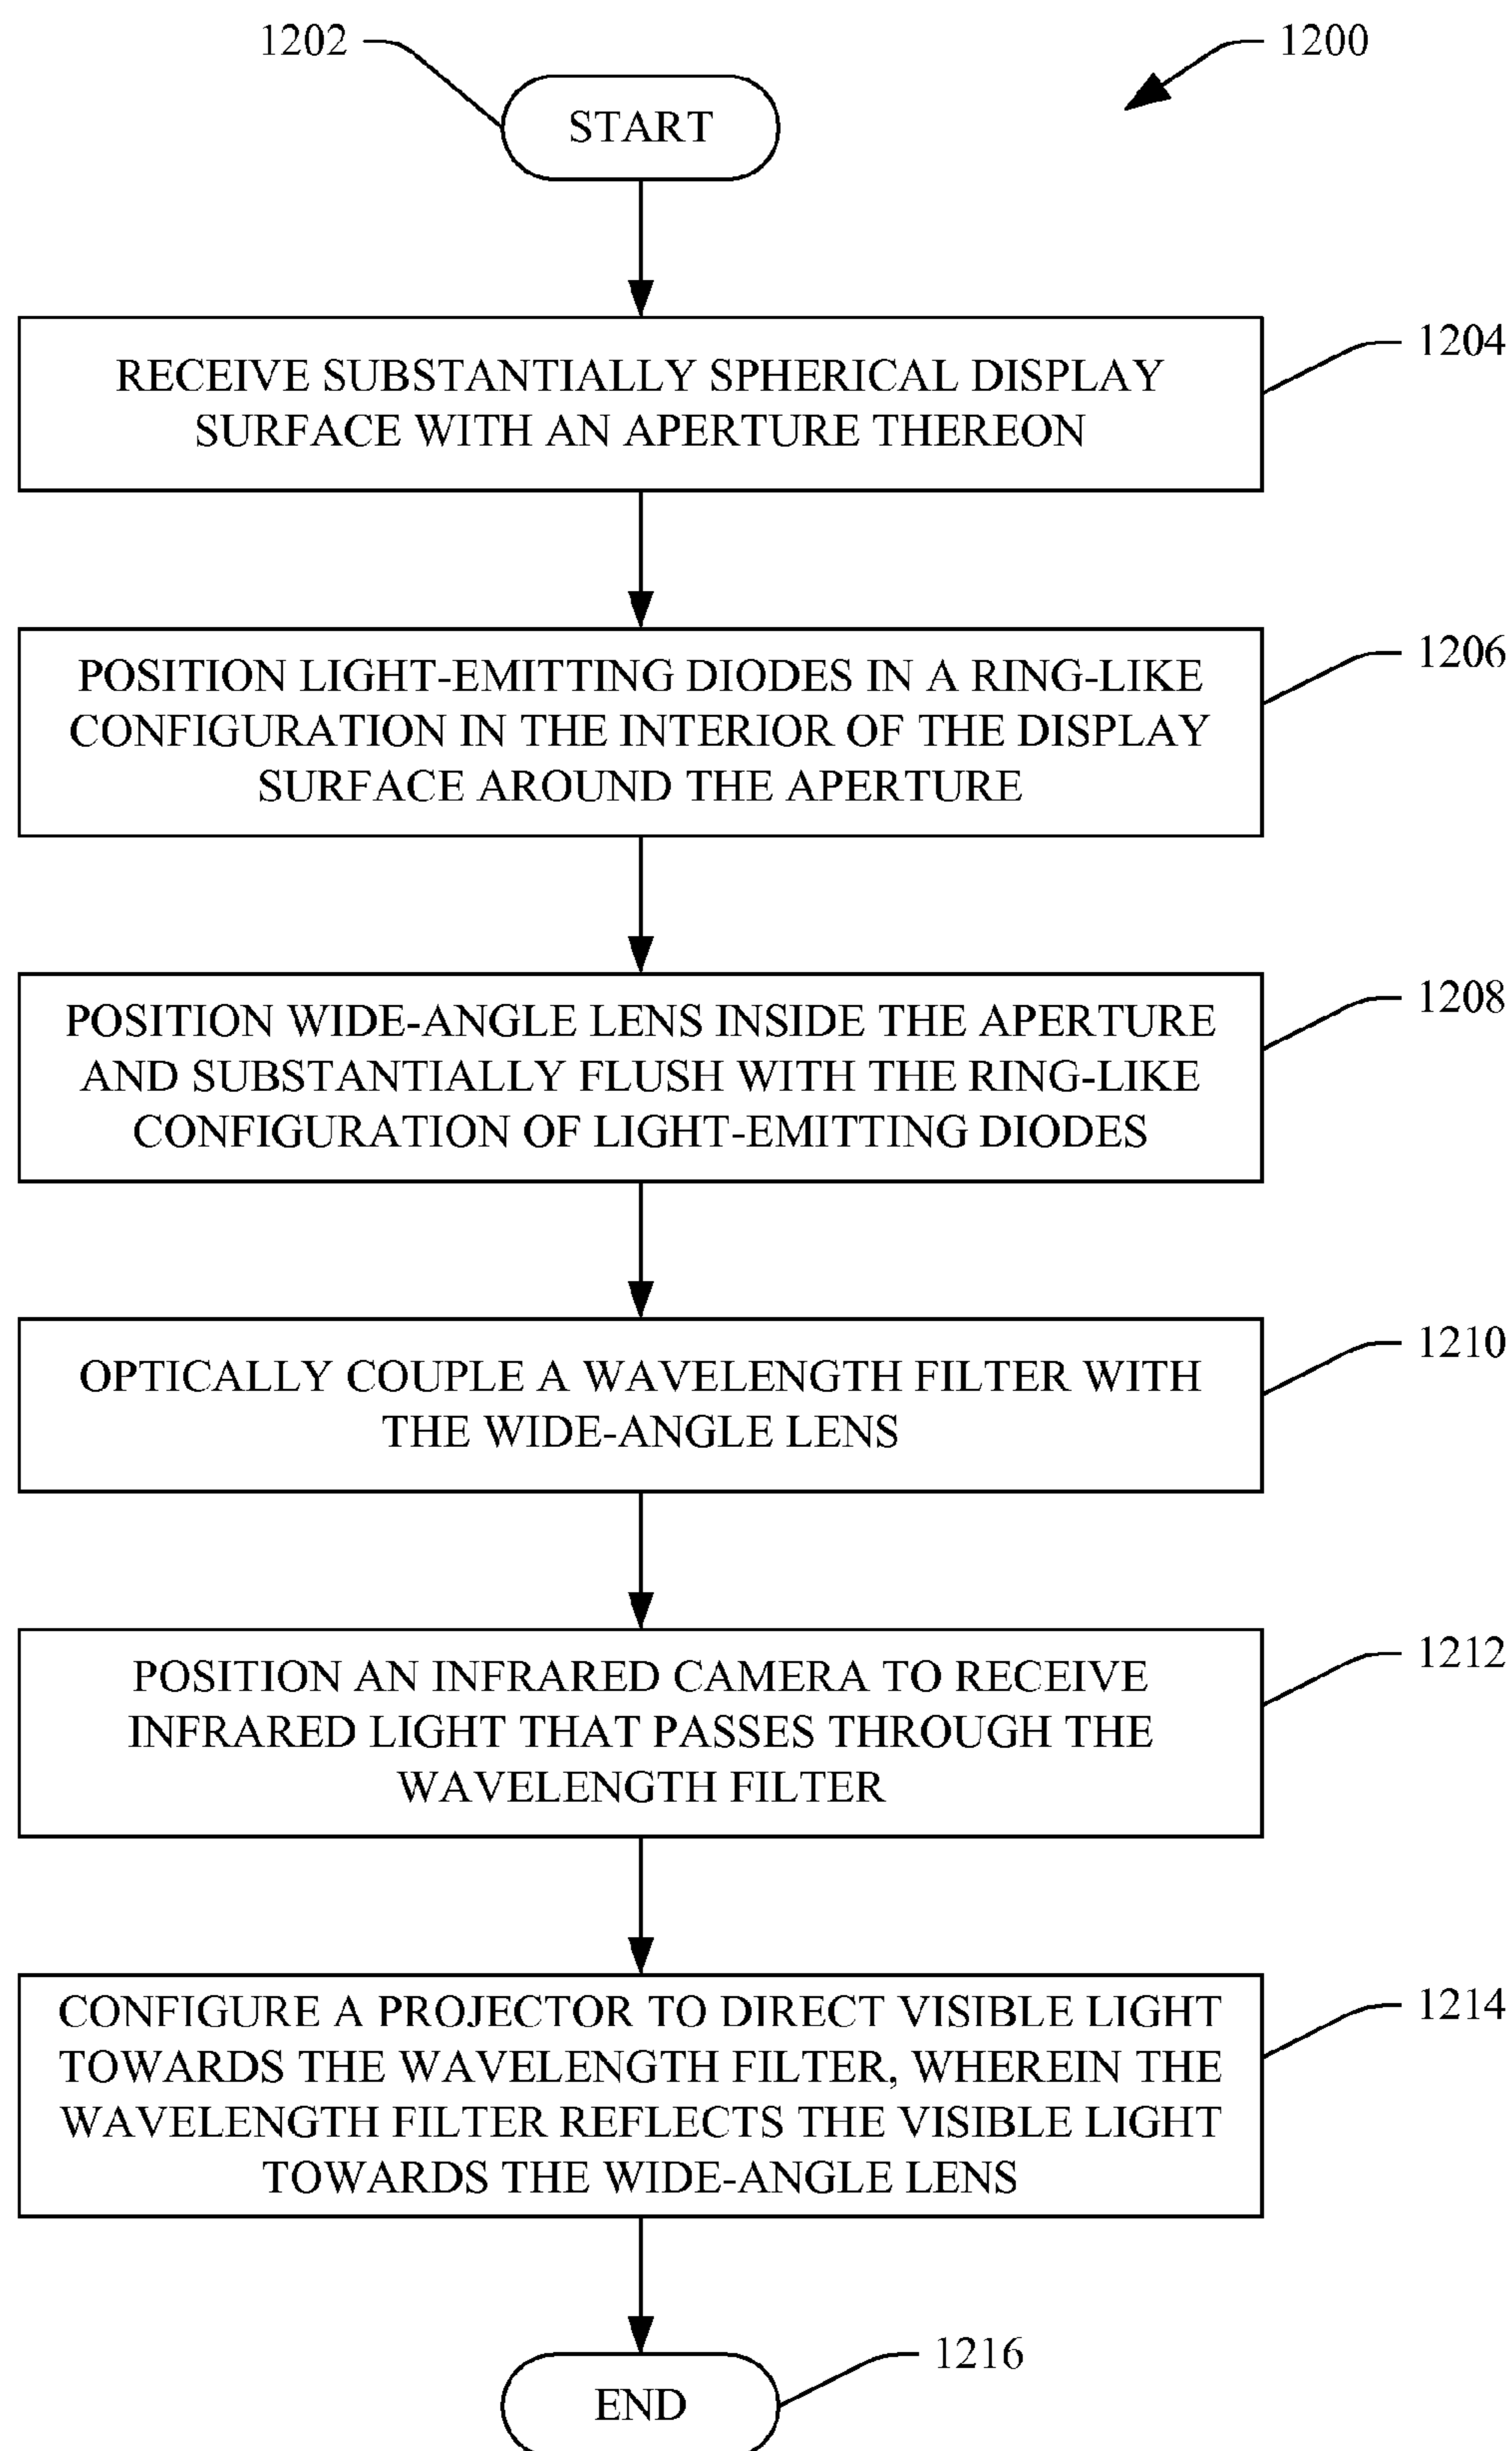 1202
1200
START
1204
RECEIVE SUBSTANTIALLY SPHERICAL DISPLAY
SURFACE WITH AN APERTURE THEREON
1206
POSITION LIGHT-EMITTING DIODES IN A RING-LIKE
CONFIGURATION IN THE INTERIOR OF THE DISPLAY
SURFACE AROUND THE APERTURE
1208
POSITION WIDE-ANGLE LENS INSIDE THE APERTURE
AND SUBSTANTIALLY FLUSH WITH THE RING-LIKE
CONFIGURATION OF LIGHT-EMITTING DIODES
1210
OPTICALLY COUPLE A WAVELENGTH FILTER WITH
THE WIDE-ANGLE LENS
1212
POSITION AN INFRARED CAMERA TO RECEIVE
INFRARED LIGHT THAT PASSES THROUGH THE
WAVELENGTH FILTER
1214
CONFIGURE A PROJECTOR TO DIRECT VISIBLE LIGHT
TOWARDS THE WAVELENGTH FILTER, WHEREIN THE
WAVELENGTH FILTER REFLECTS THE VISIBLE LIGHT
TOWARDS THE WIDE-ANGLE LENS
1216
END